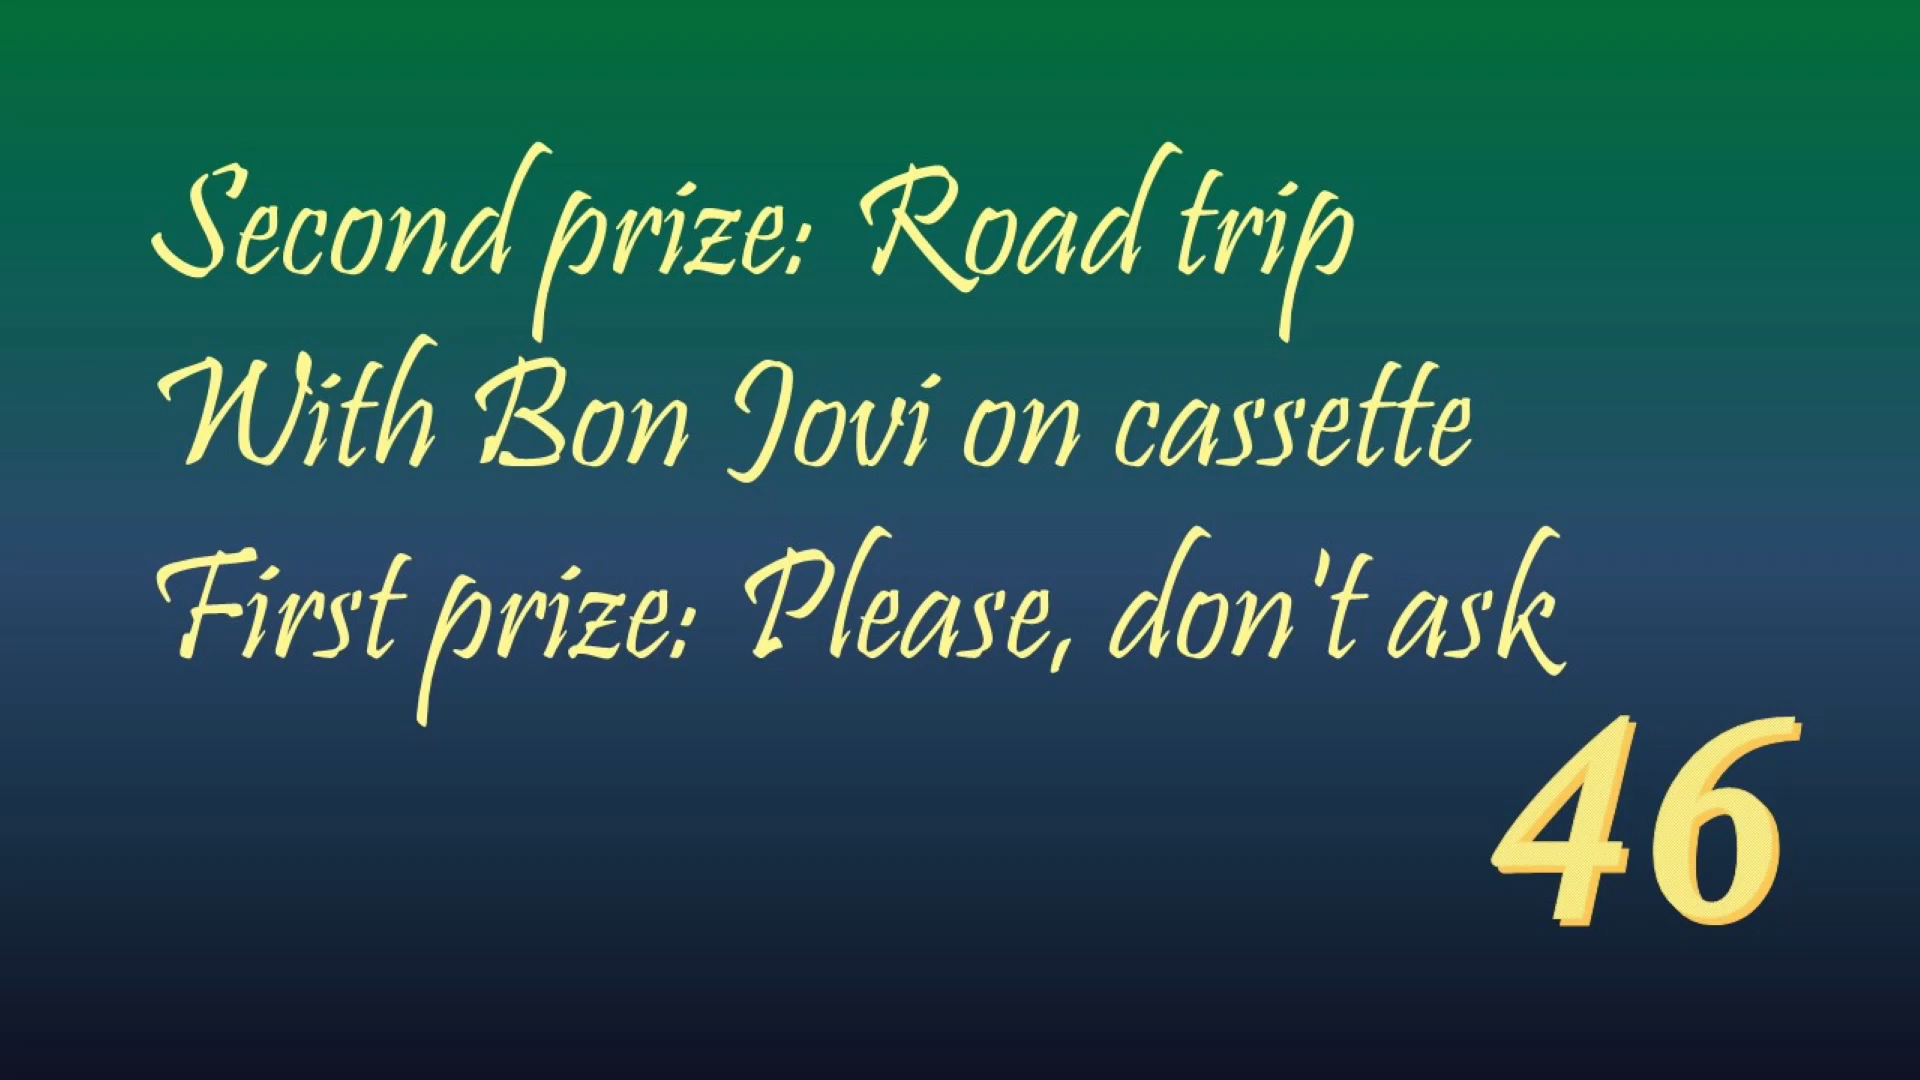 Second prize: Road trip
With Bon Jovi on cassette
First prize: Please, don't ask
46